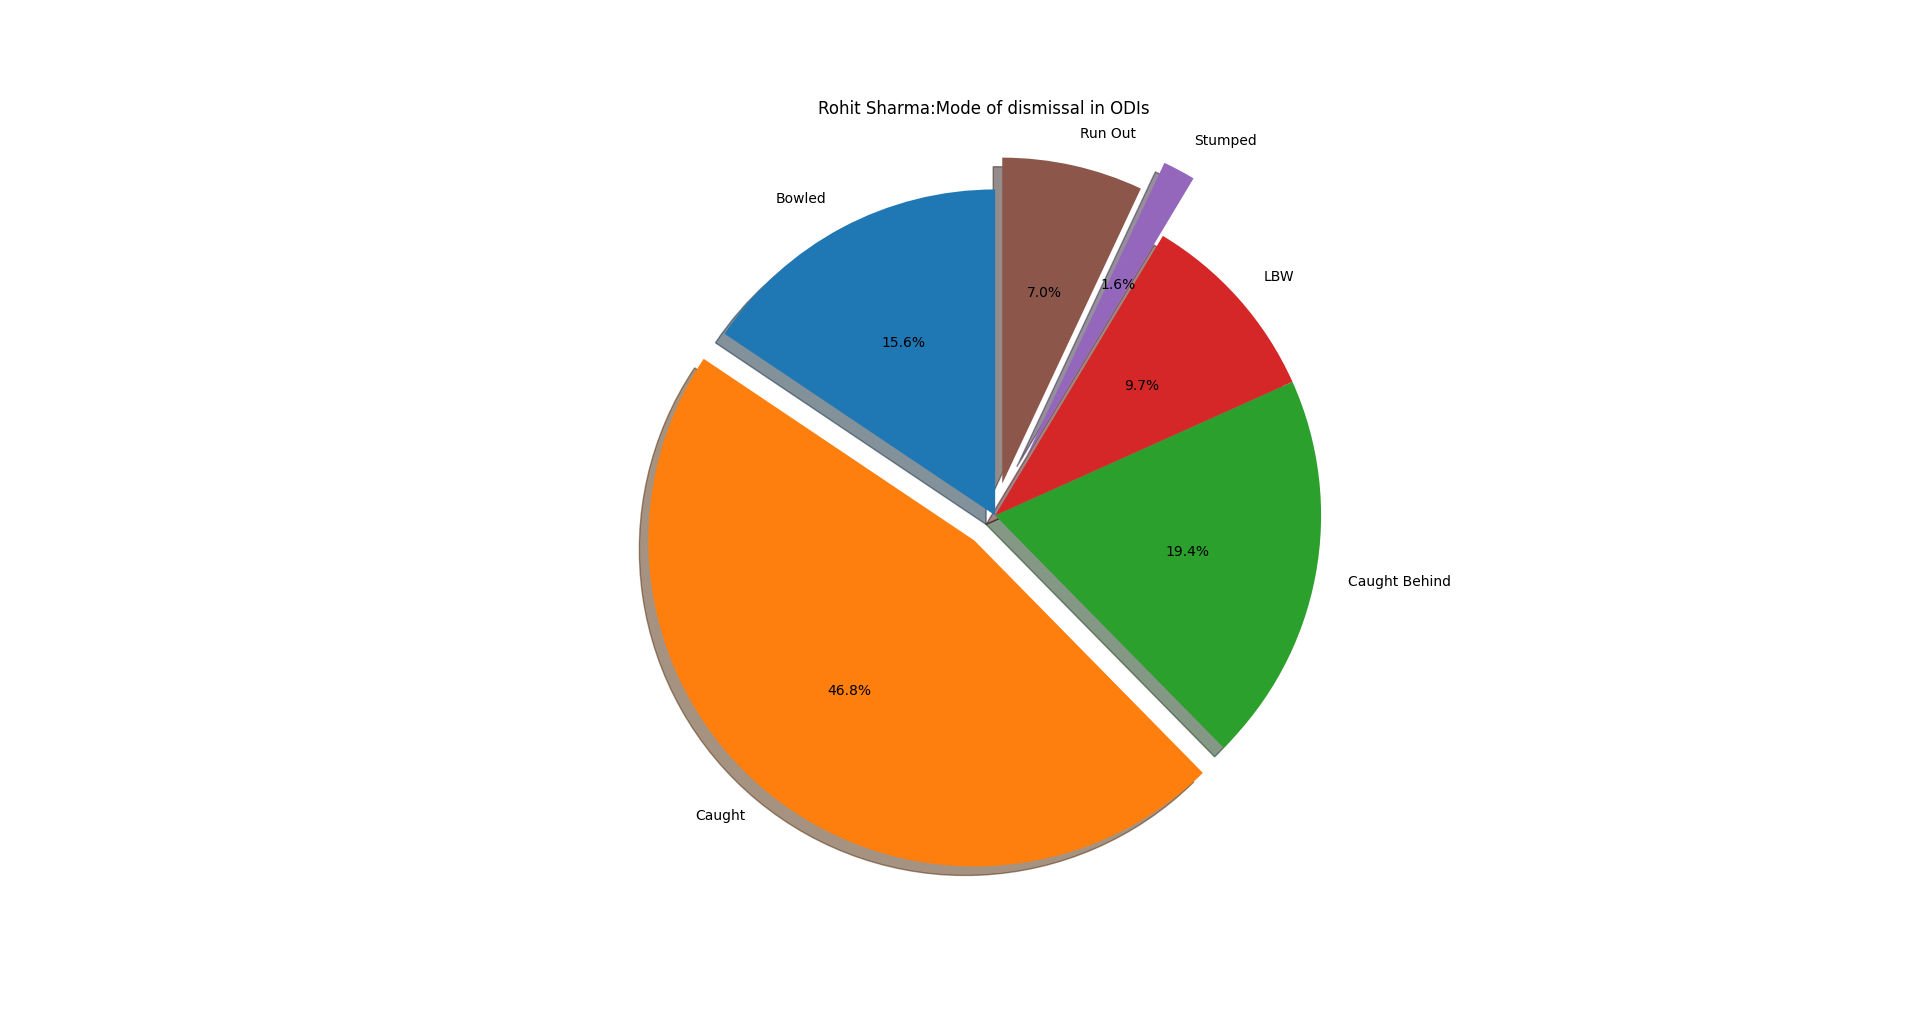 Rohit Sharma:Mode of dismissal in ODIs
Run Out
Stumped
Bowled
LBW
1.6%
7.0%
15.6%
9.7%
19.4%
Caught Behind
46.8%
Caught